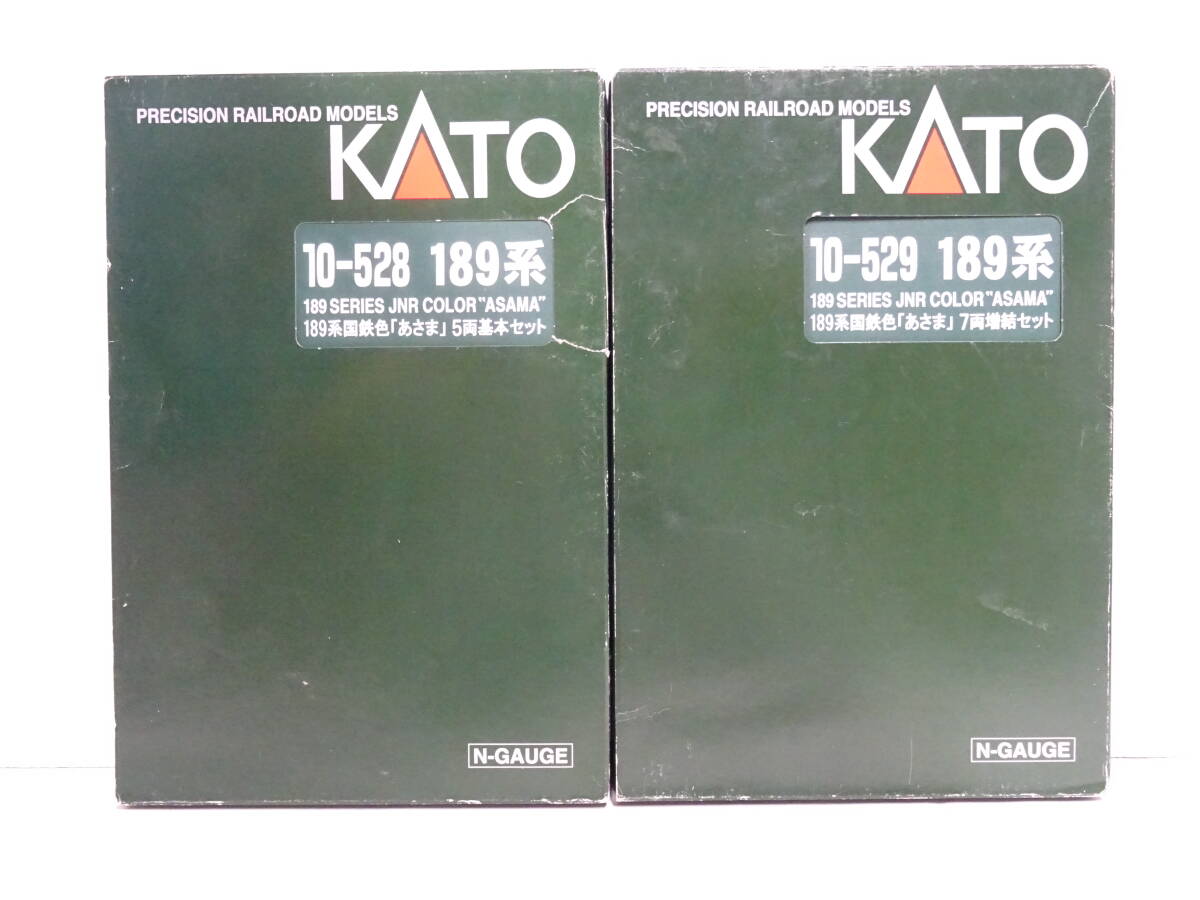 PRECISION RAILROAD MODELS
KATO
10-528 189系
189 SERIES JNR COLOR "ASAMA"
189系国鉄色「あさま」 5両基本セット
N-GAUGE
PRECISION RAILROAD MODELS
KATO
10-529 189系
189 SERIES JNR COLOR "ASAMA"
189系国鉄色「あさま」 7両増結セット
N-GAUGE